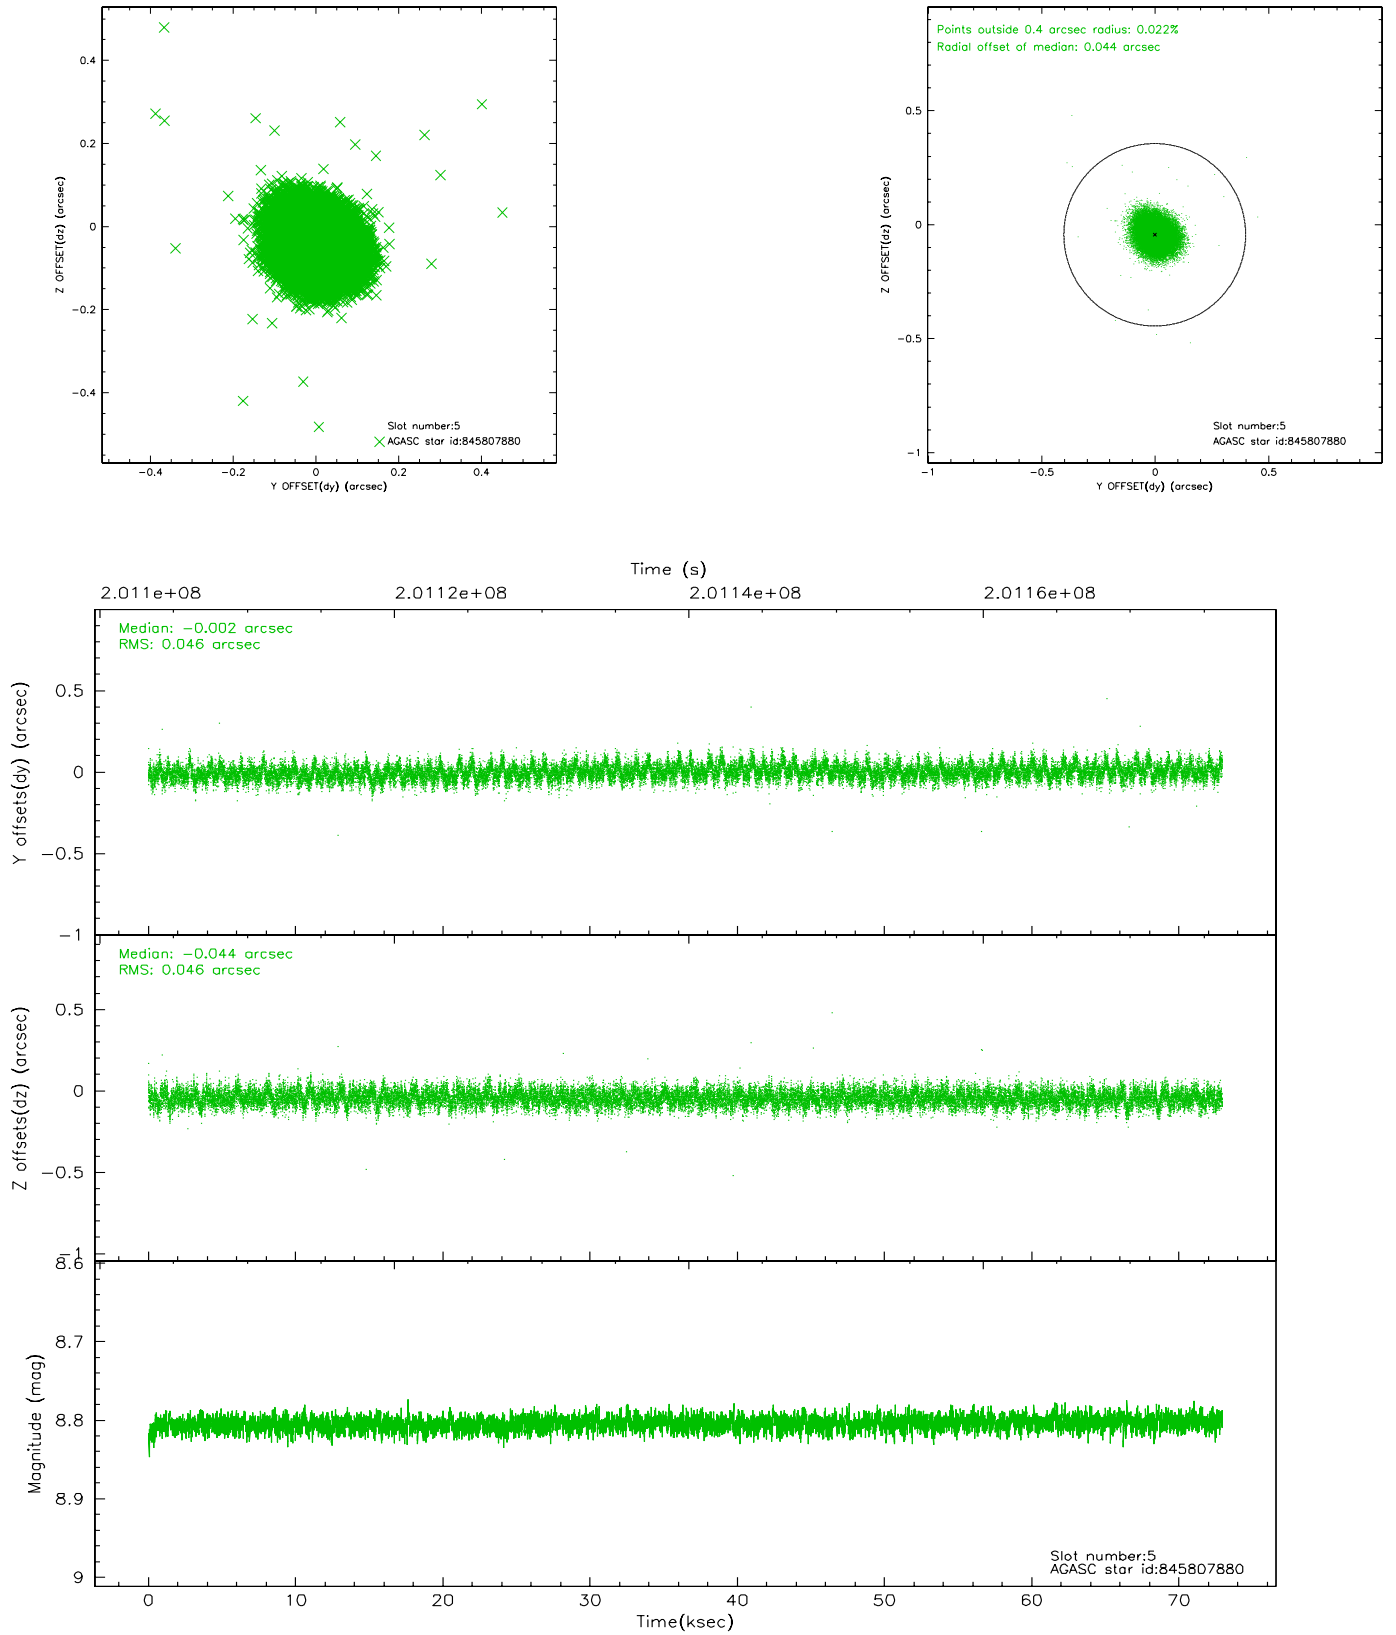 0.4
0.2
0
−0.2
−0.4
Z OFFSET(dz) (arcsec)
−0.4
−0.2
0
0.2
0.4
Y OFFSET(dy) (arcsec)
Slot number:5
AGASC star id:845807880
Points outside 0.4 arcsec radius: 0.022%
Radial offset of median: 0.044 arcsec
0.5
0
−0.5
−1
Z OFFSET(dz) (arcsec)
−1
−0.5
0
0.5
Y OFFSET(dy) (arcsec)
Slot number:5
AGASC star id:845807880
Time (s)
2.011e+08
2.0112e+08
2.0114e+08
2.0116e+08
Median: −0.002 arcsec
RMS: 0.046 arcsec
0.5
0
−0.5
−1
Y offsets(dy) (arcsec)
Median: −0.044 arcsec
RMS: 0.046 arcsec
0.5
0
−0.5
−1
Z offsets(dz) (arcsec)
8.6
8.7
8.8
8.9
9
Magnitude (mag)
Slot number:5
AGASC star id:845807880
0
10
20
30
40
50
60
70
Time(ksec)